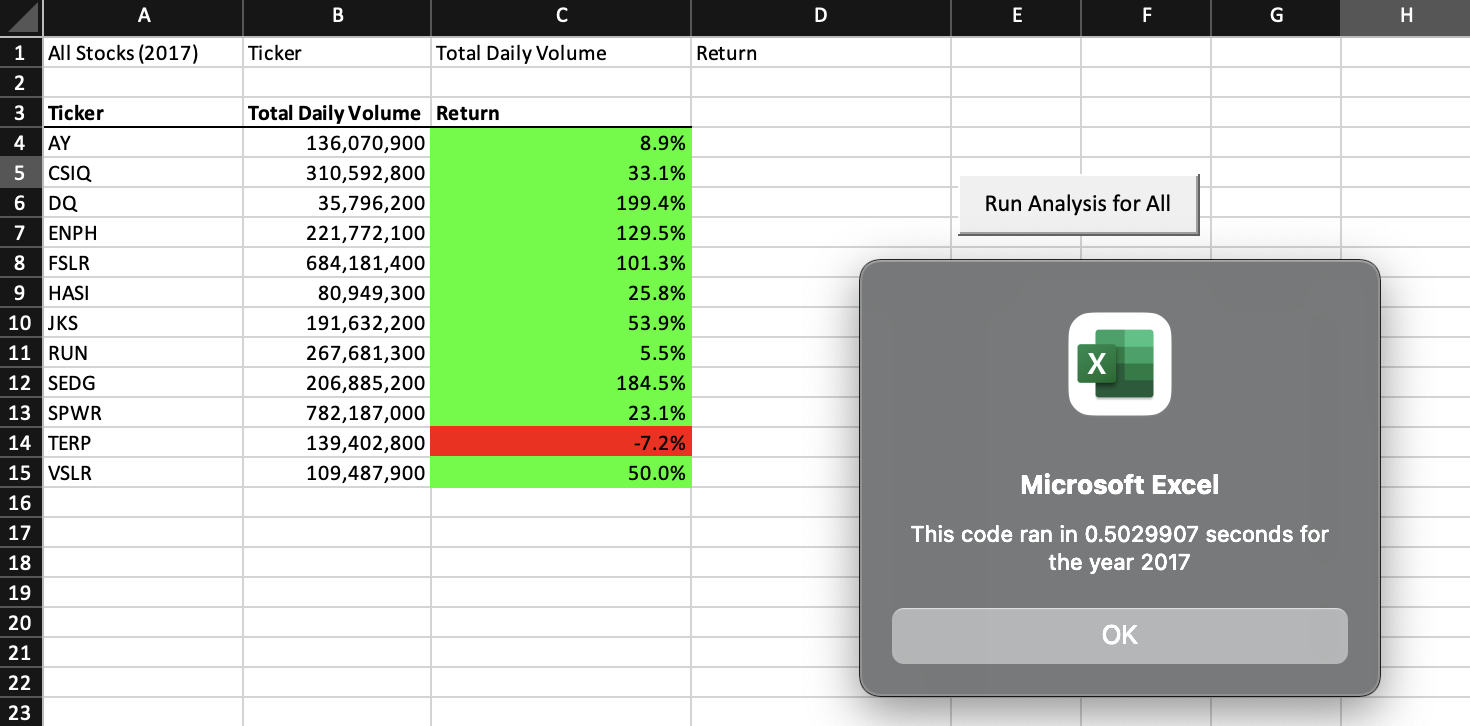 A B C D E F G H
1 All Stocks (2017) Ticker Total Daily Volume Return
2
3 Ticker Total Daily Volume Return
4 AY 136,070,900 8.9%
5 CSIQ 310,592,800 33.1%
6 DQ 35,796,200 199.4%
7 ENPH 221,772,100 129.5%
8 FSLR 684,181,400 101.3%
9 HASI 80,949,300 25.8%
10 JKS 191,632,200 53.9%
11 RUN 267,681,300 5.5%
12 SEDG 206,885,200 184.5%
13 SPWR 782,187,000 23.1%
14 TERP 139,402,800 -7.2%
15 VSLR 109,487,900 50.0%
16
17
18
19
20
21
22
23
Run Analysis for All
X
Microsoft Excel
This code ran in 0.5029907 seconds for
the year 2017
OK